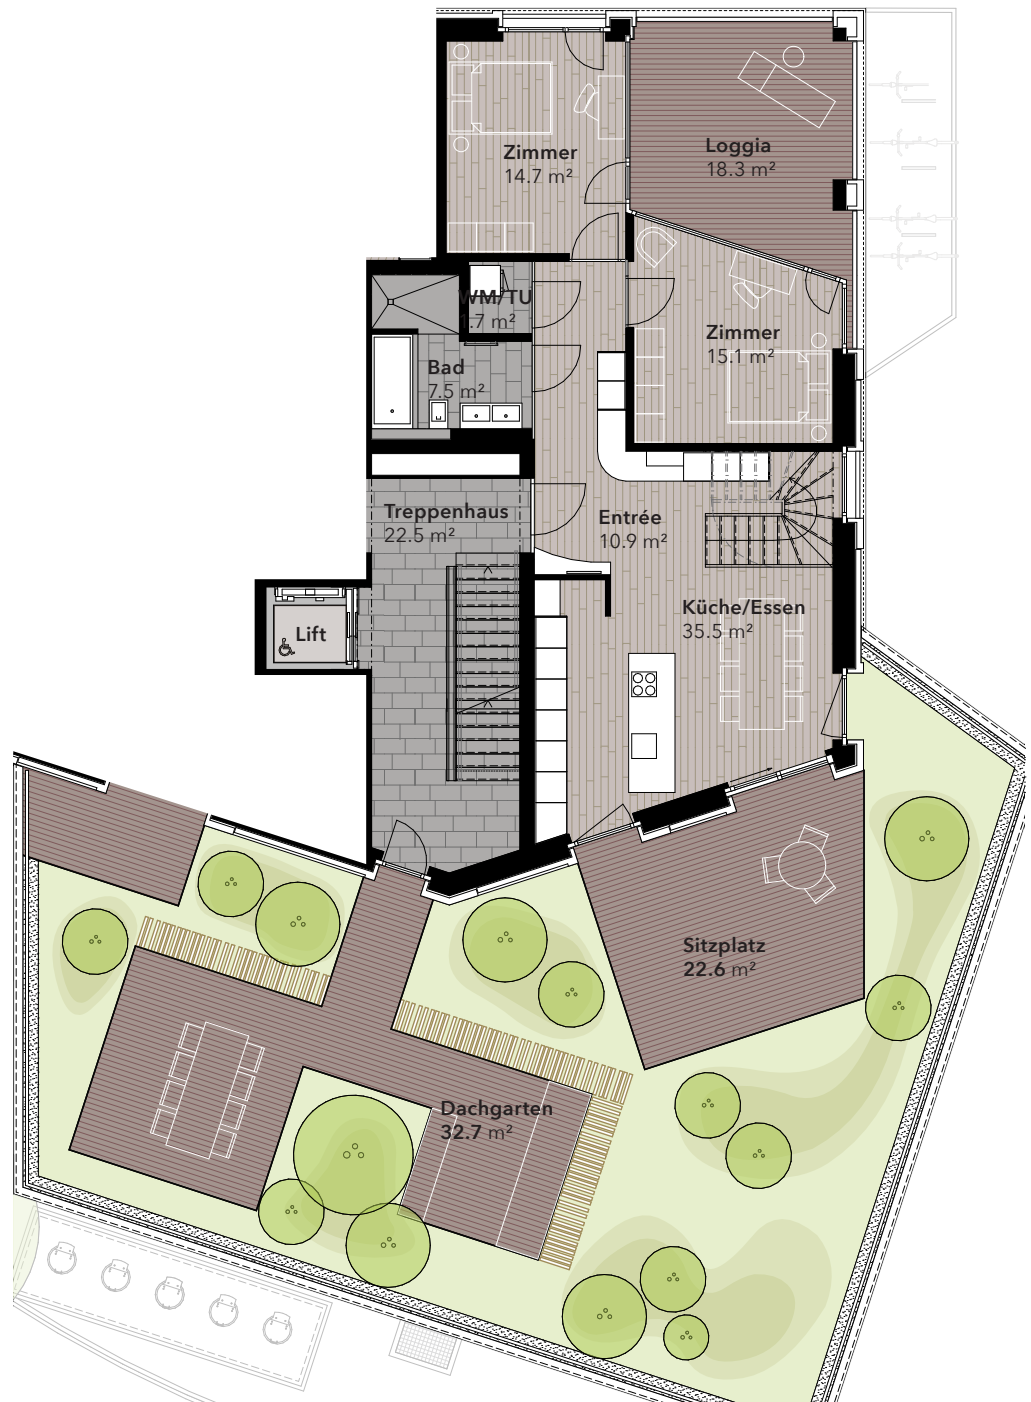 Zimmer
14.7 m²
Loggia
18.3 m²
WM/TU
1.7 m²
Zimmer
15.1 m²
Bad
7.5 m²
Treppenhaus
22.5 m²
Entrée
10.9 m²
Lift
Küche/Essen
35.5 m²
Sitzplatz
22.6 m²
Dachgarten
32.7 m²